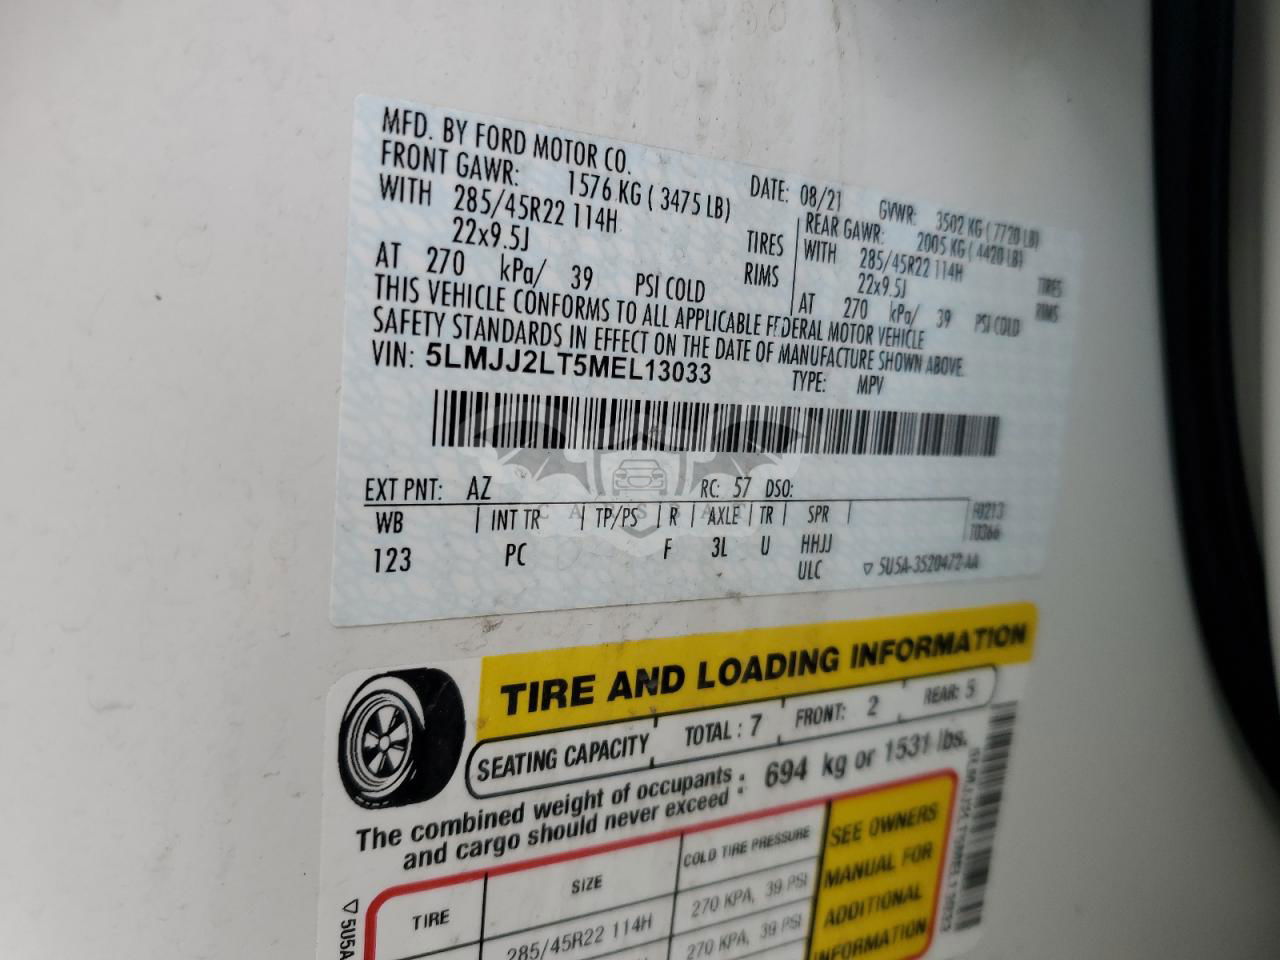 MFD. BY FORD MOTOR CO.
DATE: 08/21 GVWR: 3502 KG ( 7720 LB)
FRONT GAWR: 1576 KG ( 3475 LB)
WITH 285/45R22 114H TIRES
22x9.5J RIMS
AT 270 kPa/ 39 PSI COLD
REAR GAWR: 2005 KG ( 4420 LB)
WITH 285/45R22 114H TIRES
22x9.5J RIMS
AT 270 kPa/ 39 PSI COLD
THIS VEHICLE CONFORMS TO ALL APPLICABLE FEDERAL MOTOR VEHICLE
SAFETY STANDARDS IN EFFECT ON THE DATE OF MANUFACTURE SHOWN ABOVE.
VIN: 5LMJJ2LT5MEL13033 TYPE: MPV
EXT PNT: AZ RC: 57 DSO:
WB INT TR TP/PS R AXLE TR SPR F0213
123 PC F 3L U HHJJ T0366
ULC ▽ 5U5A-3520472-AA
TIRE AND LOADING INFORMATION
SEATING CAPACITY TOTAL : 7 FRONT: 2 REAR: 5
The combined weight of occupants : 694 kg or 1531 lbs.
and cargo should never exceed :
TIRE SIZE COLD TIRE PRESSURE
285/45R22 114H 270 KPA, 39 PSI
270 KPA, 39 PSI
SEE OWNERS
MANUAL FOR
ADDITIONAL
INFORMATION
▽ 5U5A